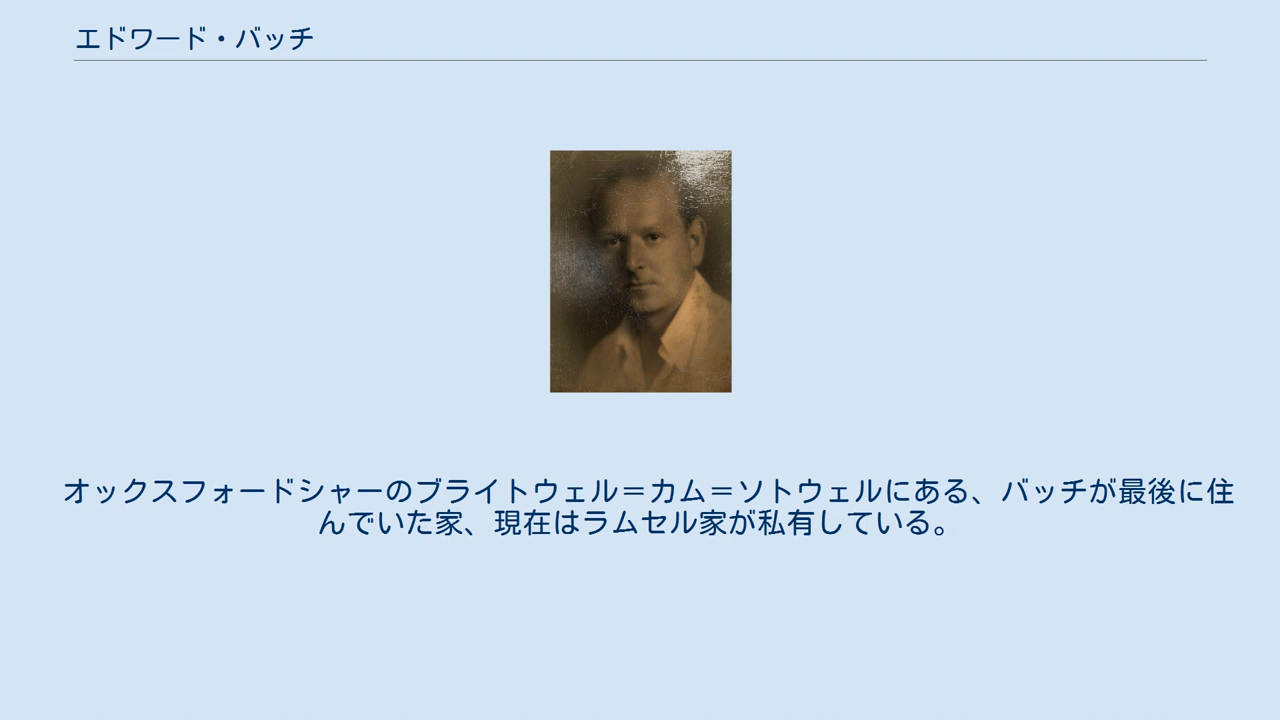 エドワード・バッチ
オックスフォードシャーのブライトウェル＝カム＝ソトウェルにある、バッチが最後に住
んでいた家、現在はラムセル家が私有している。